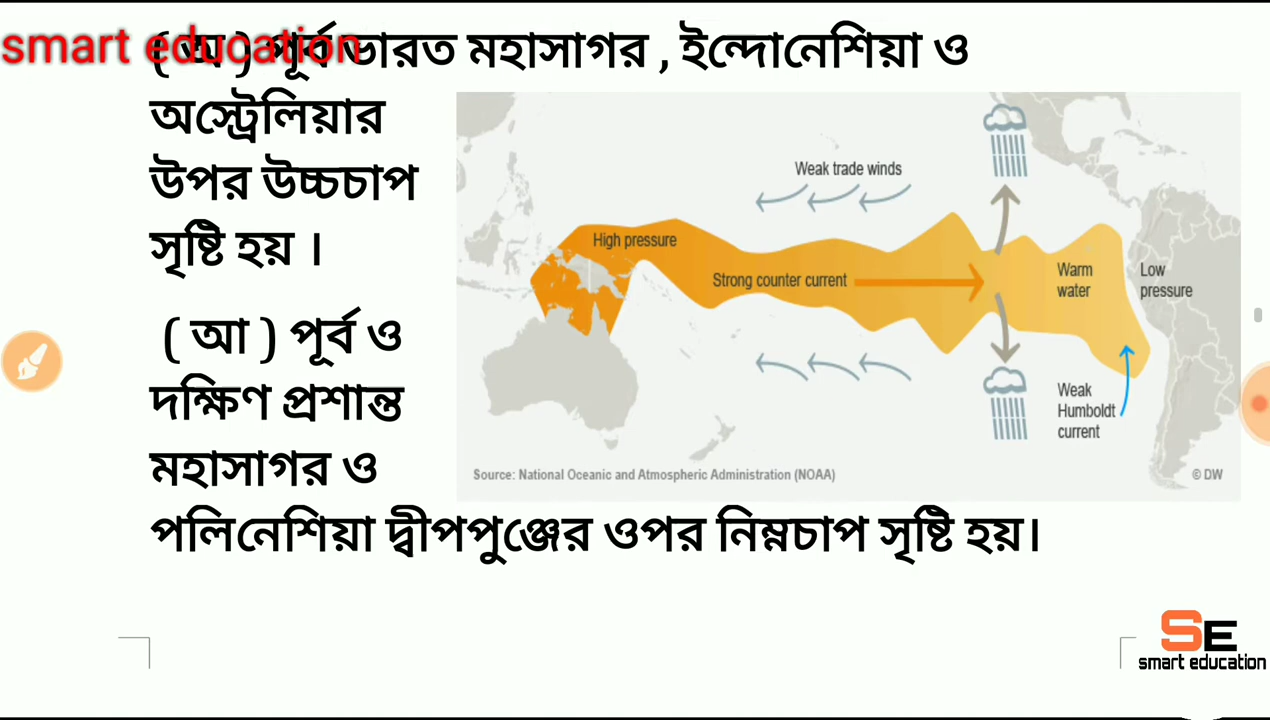 smart education
( অ ) পূর্ব ভারত মহাসাগর , ইন্দোনেশিয়া ও
অস্ট্রেলিয়ার
উপর উচ্চচাপ
সৃষ্টি হয় ।
( আ ) পূর্ব ও
দক্ষিণ প্রশান্ত
মহাসাগর ও
পলিনেশিয়া দ্বীপপুঞ্জের ওপর নিম্নচাপ সৃষ্টি হয়।
Weak trade winds
High pressure
Strong counter current
Warm
water
Low
pressure
Weak
Humboldt
current
Source: National Oceanic and Atmospheric Administration (NOAA)
© DW
SE
smart education